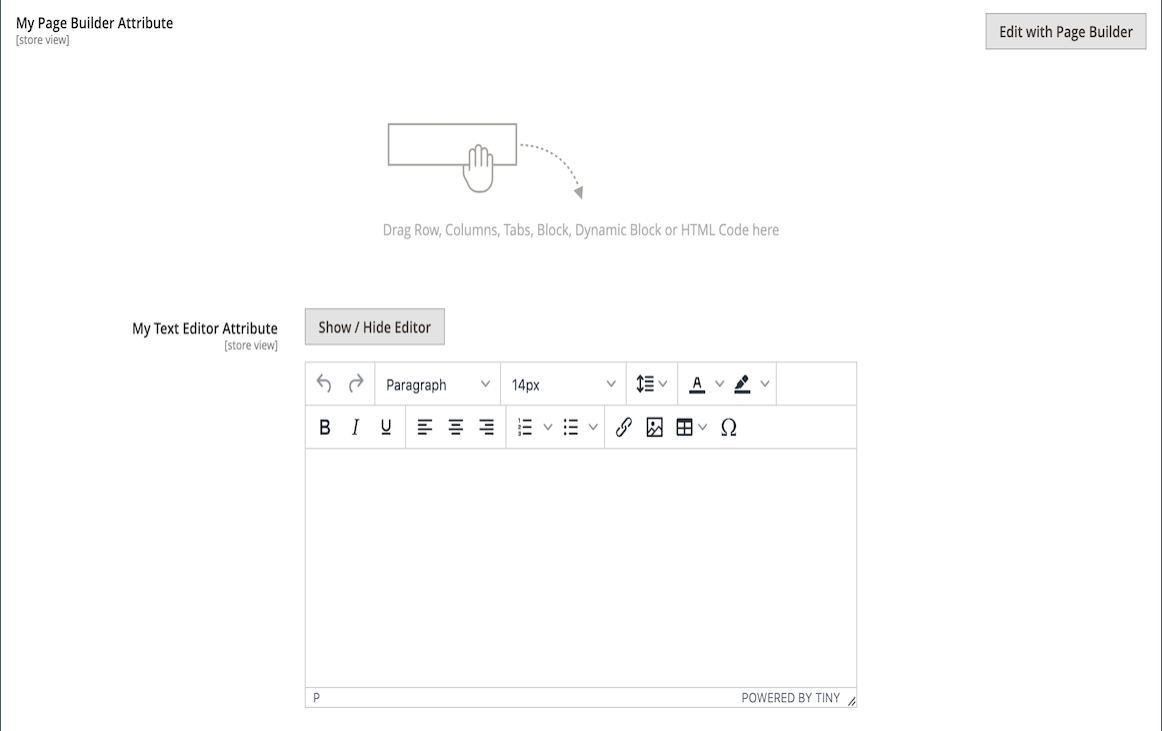 My Page Builder Attribute
[store view]
Edit with Page Builder
Drag Row, Columns, Tabs, Block, Dynamic Block or HTML Code here
My Text Editor Attribute
[store view]
Show / Hide Editor
Paragraph 14px A
B I U Ω
P POWERED BY TINY